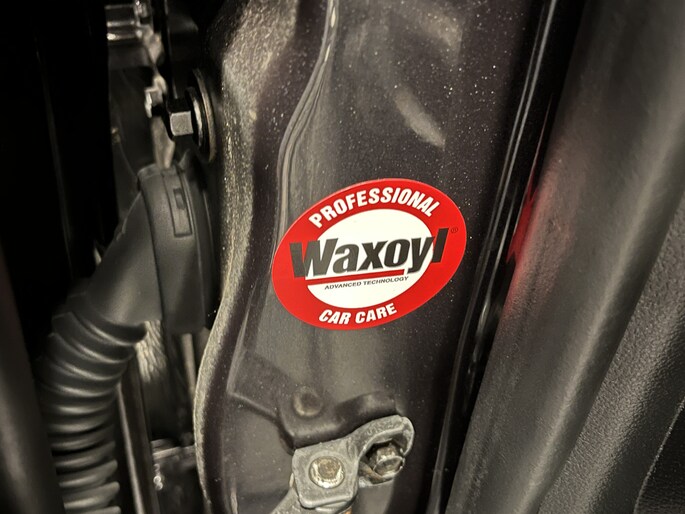 PROFESSIONAL
Waxoyl®
ADVANCED TECHNOLOGY
CAR CARE